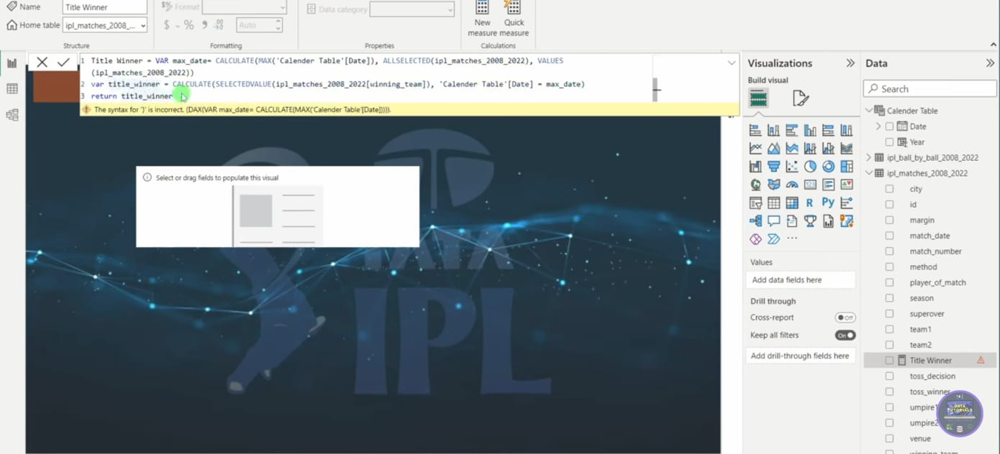 Name Title Winner
Home table ipl_matches_2008_...
Structure
$% Format
$ % 9 .00 Auto
Formatting
Data category
Properties
New measure
Quick measure
Calculations
1 Title Winner = VAR max_date= CALCULATE(MAX('Calender Table'[Date]), ALLSELECTED(ipl_matches_2008_2022), VALUES
(ipl_matches_2008_2022))
2 var title_winner = CALCULATE(SELECTEDVALUE(ipl_matches_2008_2022[winning_team]), 'Calender Table'[Date] = max_date)
3 return title_winner
The syntax for ')' is incorrect. (DAX(VAR max_date= CALCULATE(MAX('Calender Table'[Date])))).
Select or drag fields to populate this visual
TATA
IPL
Visualizations
Build visual
R Py
...
Values
Add data fields here
Drill through
Cross-report Off
Keep all filters On
Add drill-through fields here
Data
Search
Calender Table
Date
Year
ipl_ball_by_ball_2008_2022
ipl_matches_2008_2022
city
id
margin
match_date
match_number
method
player_of_match
season
superover
team1
team2
Title Winner
toss_decision
toss_winner
umpire1
umpire2
venue
winning_team
DATA
TUTORIALS